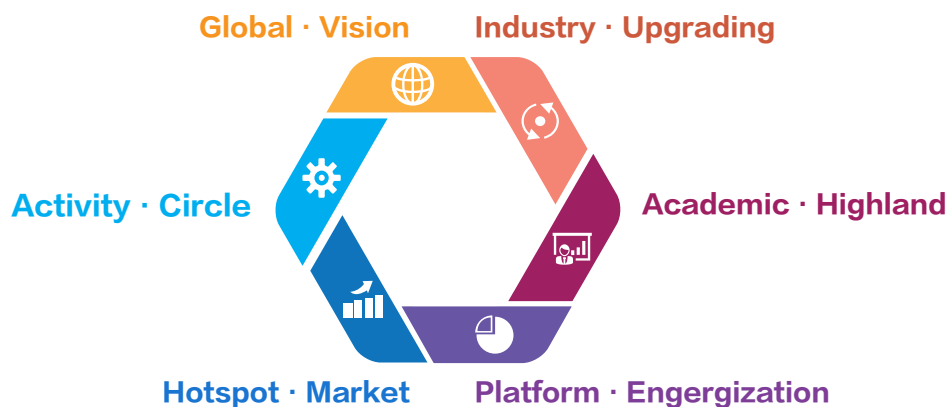 Global · Vision
Industry · Upgrading
Activity · Circle
Academic · Highland
Hotspot · Market
Platform · Engergization